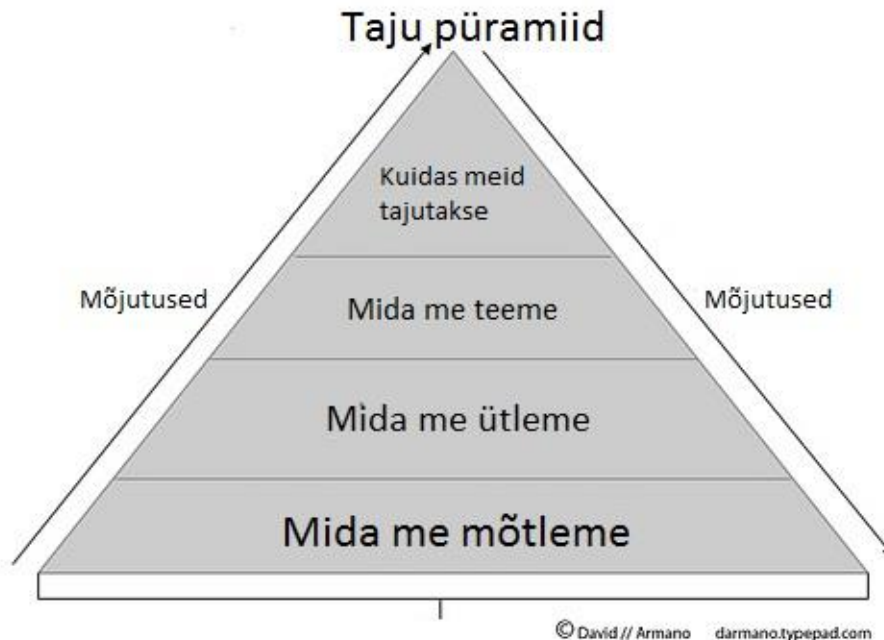 Taju püramiid
Kuidas meid
tajutakse
Mõjutused
Mida me teeme
Mõjutused
Mida me ütleme
Mida me mõtleme
© David // Armano darmano.typepad.com